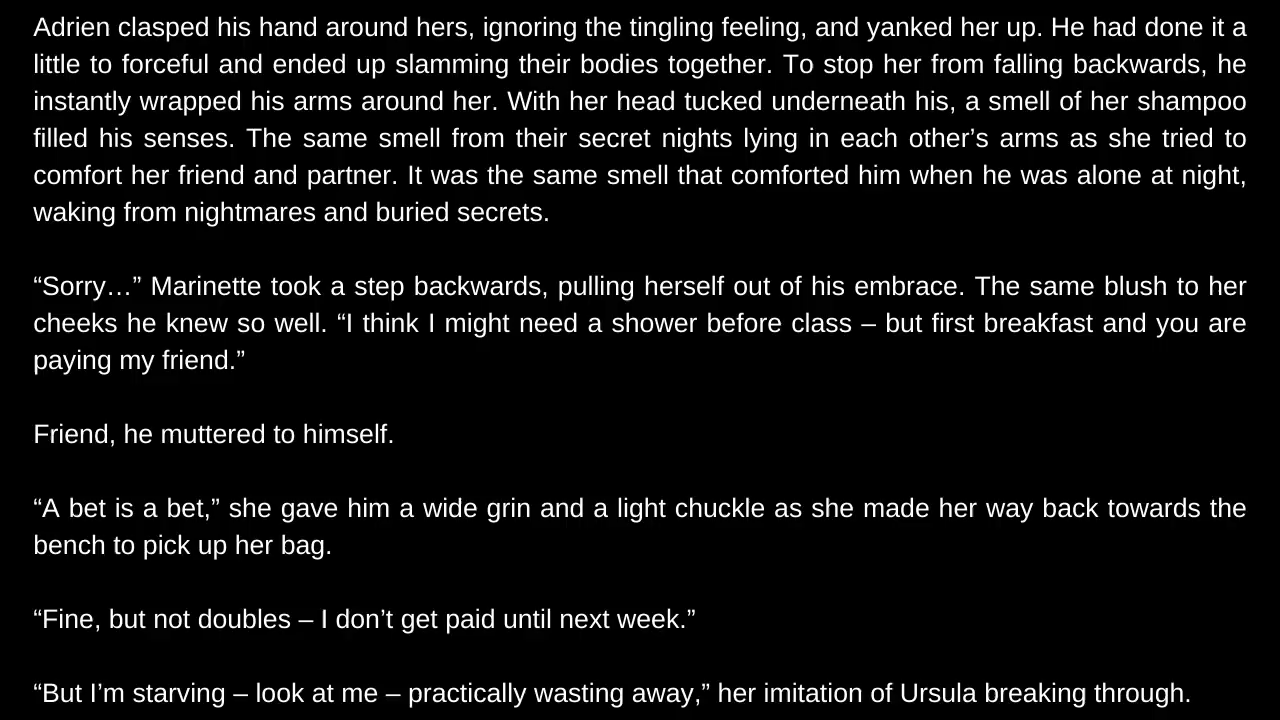 Adrien clasped his hand around hers, ignoring the tingling feeling, and yanked her up. He had done it a
little to forceful and ended up slamming their bodies together. To stop her from falling backwards, he
instantly wrapped his arms around her. With her head tucked underneath his, a smell of her shampoo
filled his senses. The same smell from their secret nights lying in each other’s arms as she tried to
comfort her friend and partner. It was the same smell that comforted him when he was alone at night,
waking from nightmares and buried secrets.
“Sorry…” Marinette took a step backwards, pulling herself out of his embrace. The same blush to her
cheeks he knew so well. “I think I might need a shower before class – but first breakfast and you are
paying my friend.”
Friend, he muttered to himself.
“A bet is a bet,” she gave him a wide grin and a light chuckle as she made her way back towards the
bench to pick up her bag.
“Fine, but not doubles – I don’t get paid until next week.”
“But I’m starving – look at me – practically wasting away,” her imitation of Ursula breaking through.